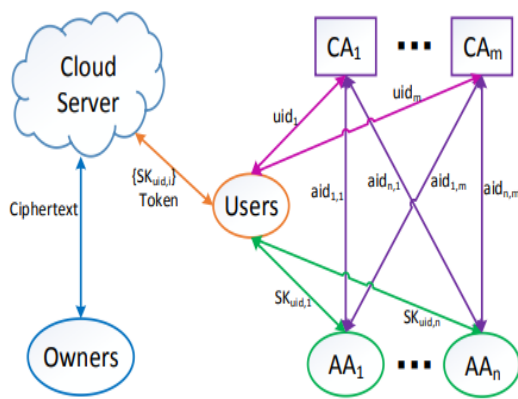 CA1 ··· CAm
Cloud
Server
uid1
uidm
{SKuid,i}
Token
Users
aid1,1
aidn,1
aid1,m
aidn,m
Ciphertext
SKuid,1
SKuid,n
Owners
AA1 ··· AAn